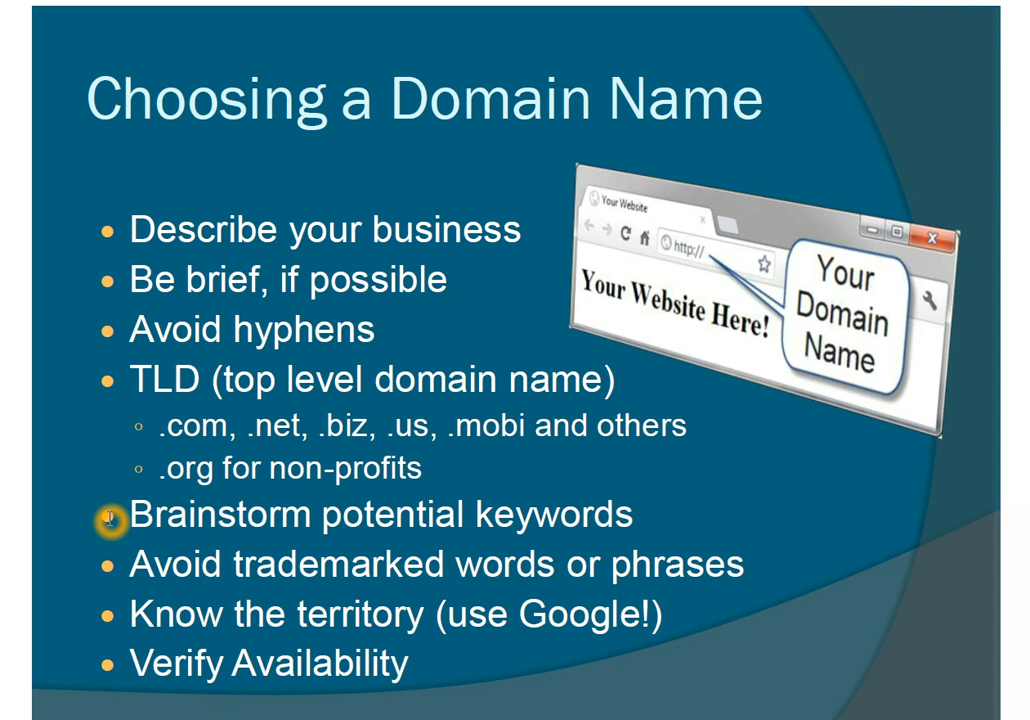 Choosing a Domain Name
Describe your business
Be brief, if possible
Avoid hyphens
TLD (top level domain name)
.com, .net, .biz, .us, .mobi and others
.org for non-profits
Brainstorm potential keywords
Avoid trademarked words or phrases
Know the territory (use Google!)
Verify Availability
Your Website
http://
Your Website Here!
Your
Domain
Name